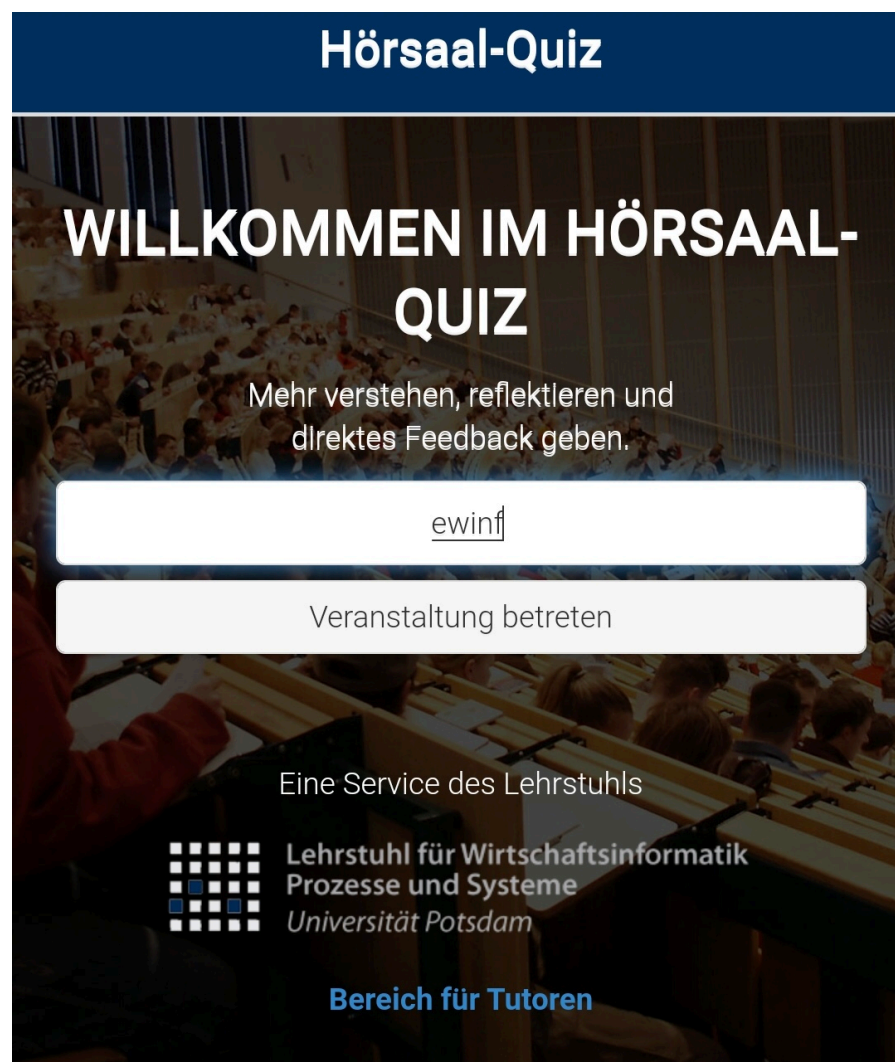 Hörsaal-Quiz
WILLKOMMEN IM HÖRSAAL-
QUIZ
Mehr verstehen, reflektieren und
direktes Feedback geben.
ewinf
Veranstaltung betreten
Eine Service des Lehrstuhls
Lehrstuhl für Wirtschaftsinformatik
Prozesse und Systeme
Universität Potsdam
Bereich für Tutoren